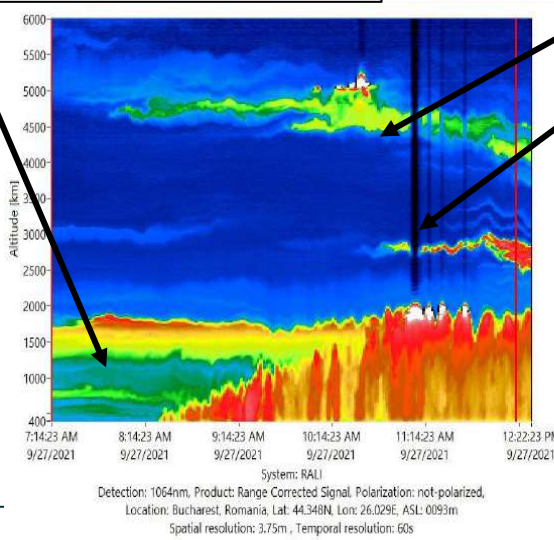 6000
5500
5000
4500
4000
3500
3000
2500
2000
1500
1000
400
Altitude [km]
7:14:23 AM 8:14:23 AM 9:14:23 AM 10:14:23 AM 11:14:23 AM 12:22:23 PM
9/27/2021 9/27/2021 9/27/2021 9/27/2021 9/27/2021 9/27/2021
System: RALI
Detection: 1064nm, Product: Range Corrected Signal, Polarization: not-polarized,
Location: Bucharest, Romania, Lat: 44.348N, Lon: 26.029E, ASL: 0093m
Spatial resolution: 3.75m , Temporal resolution: 60s